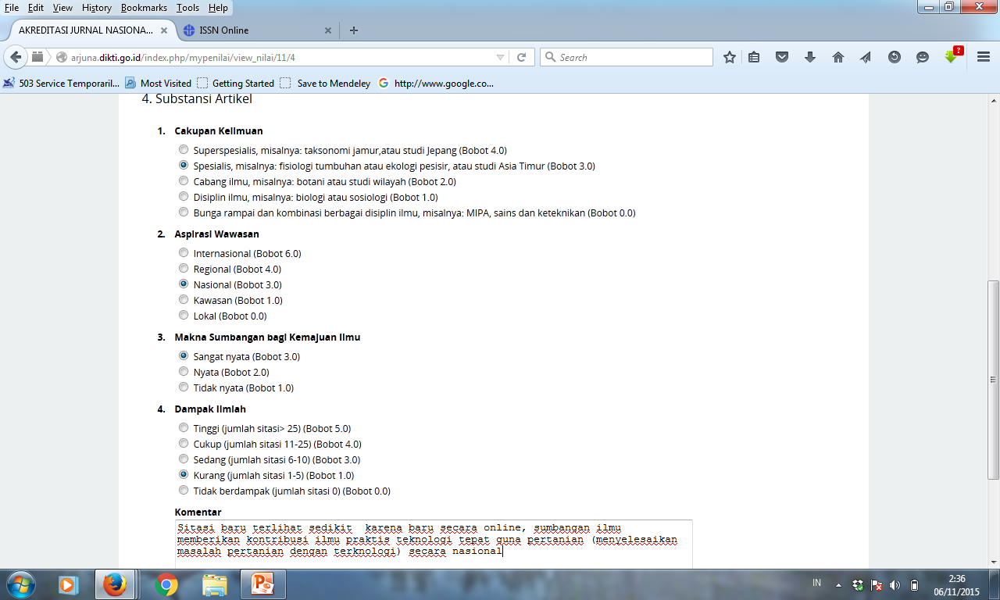 File Edit View History Bookmarks Tools Help
AKREDITASI JURNAL NASIONA... × ISSN Online × +
arjuna.dikti.go.id/index.php/mypenilai/view_nilai/11/4 Search ?
503 Service Temporaril... Most Visited Getting Started Save to Mendeley http://www.google.co...
4. Substansi Artikel
1. Cakupan Keilmuan
Superspesialis, misalnya: taksonomi jamur,atau studi Jepang (Bobot 4.0)
Spesialis, misalnya: fisiologi tumbuhan atau ekologi pesisir, atau studi Asia Timur (Bobot 3.0)
Cabang ilmu, misalnya: botani atau studi wilayah (Bobot 2.0)
Disiplin ilmu, misalnya: biologi atau sosiologi (Bobot 1.0)
Bunga rampai dan kombinasi berbagai disiplin ilmu, misalnya: MIPA, sains dan keteknikan (Bobot 0.0)
2. Aspirasi Wawasan
Internasional (Bobot 6.0)
Regional (Bobot 4.0)
Nasional (Bobot 3.0)
Kawasan (Bobot 1.0)
Lokal (Bobot 0.0)
3. Makna Sumbangan bagi Kemajuan Ilmu
Sangat nyata (Bobot 3.0)
Nyata (Bobot 2.0)
Tidak nyata (Bobot 1.0)
4. Dampak Ilmiah
Tinggi (jumlah sitasi> 25) (Bobot 5.0)
Cukup (jumlah sitasi 11-25) (Bobot 4.0)
Sedang (jumlah sitasi 6-10) (Bobot 3.0)
Kurang (jumlah sitasi 1-5) (Bobot 1.0)
Tidak berdampak (jumlah sitasi 0) (Bobot 0.0)
Komentar
Sitasi baru terlihat sedikit  karena baru secara online, sumbangan ilmu
memberikan kontribusi ilmu praktis teknologi tepat guna pertanian (menyelesaikan
masalah pertanian dengan terknologi) secara nasional
IN 2:36
06/11/2015